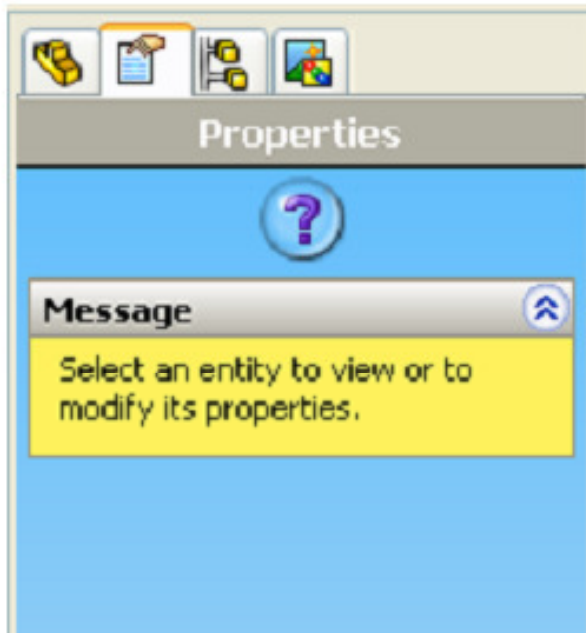 Properties
?
Message
Select an entity to view or to
modify its properties.